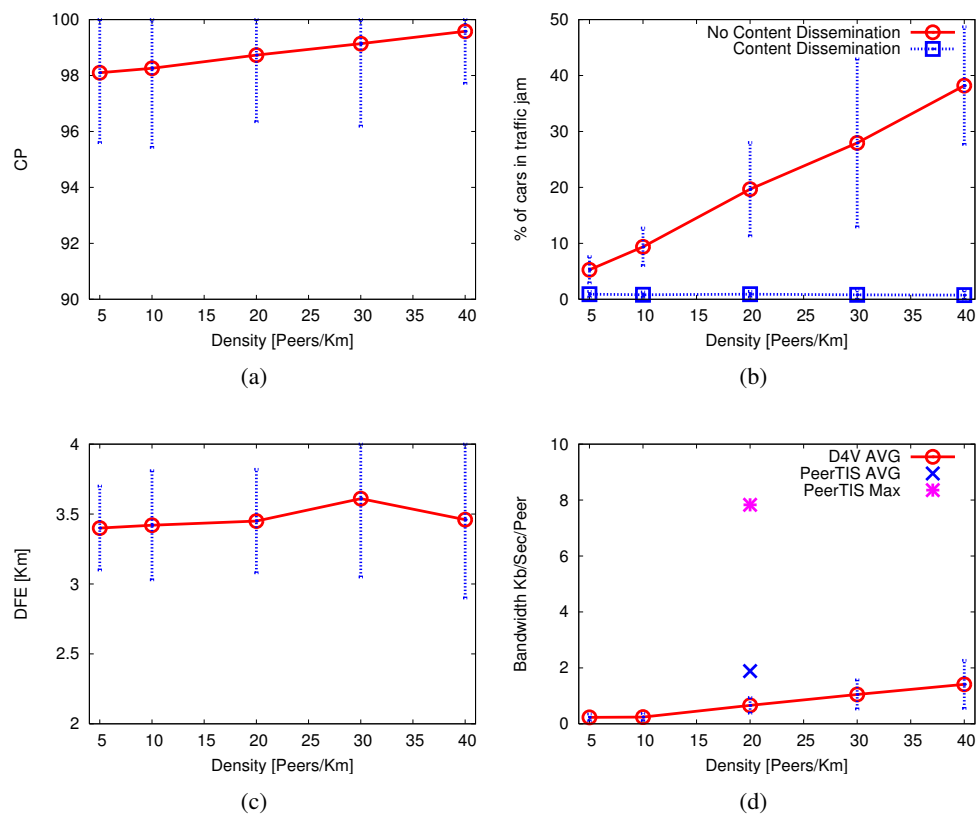 100
98
96
94
92
90
CP
5 10 15 20 25 30 35 40
Density [Peers/Km]
(a)
50
40
30
20
10
0
% of cars in traffic jam
No Content Dissemination
Content Dissemination
5 10 15 20 25 30 35 40
Density [Peers/Km]
(b)
4
3.5
3
2.5
2
DFE [Km]
5 10 15 20 25 30 35 40
Density [Peers/Km]
(c)
10
8
6
4
2
0
Bandwidth Kb/Sec/Peer
D4V AVG
PeerTIS AVG
PeerTIS Max
5 10 15 20 25 30 35 40
Density [Peers/Km]
(d)